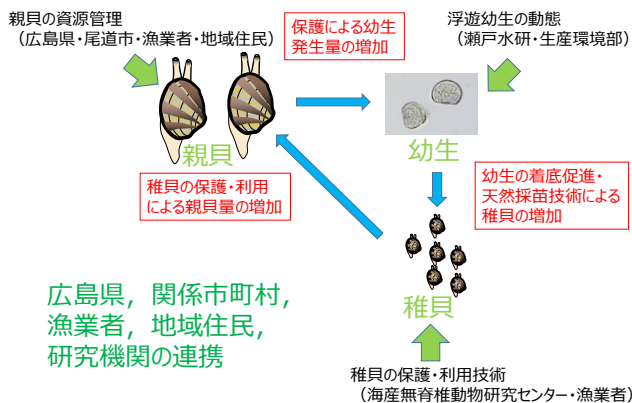 親貝の資源管理
（広島県・尾道市・漁業者・地域住民）
保護による幼生
発生量の増加
浮遊幼生の動態
（瀬戸水研・生産環境部）
親貝
幼生
稚貝の保護・利用
による親貝量の増加
幼生の着底促進・
天然採苗技術による
稚貝の増加
稚貝
広島県，関係市町村，
漁業者，地域住民，
研究機関の連携
稚貝の保護・利用技術
（海産無脊椎動物研究センター・漁業者）